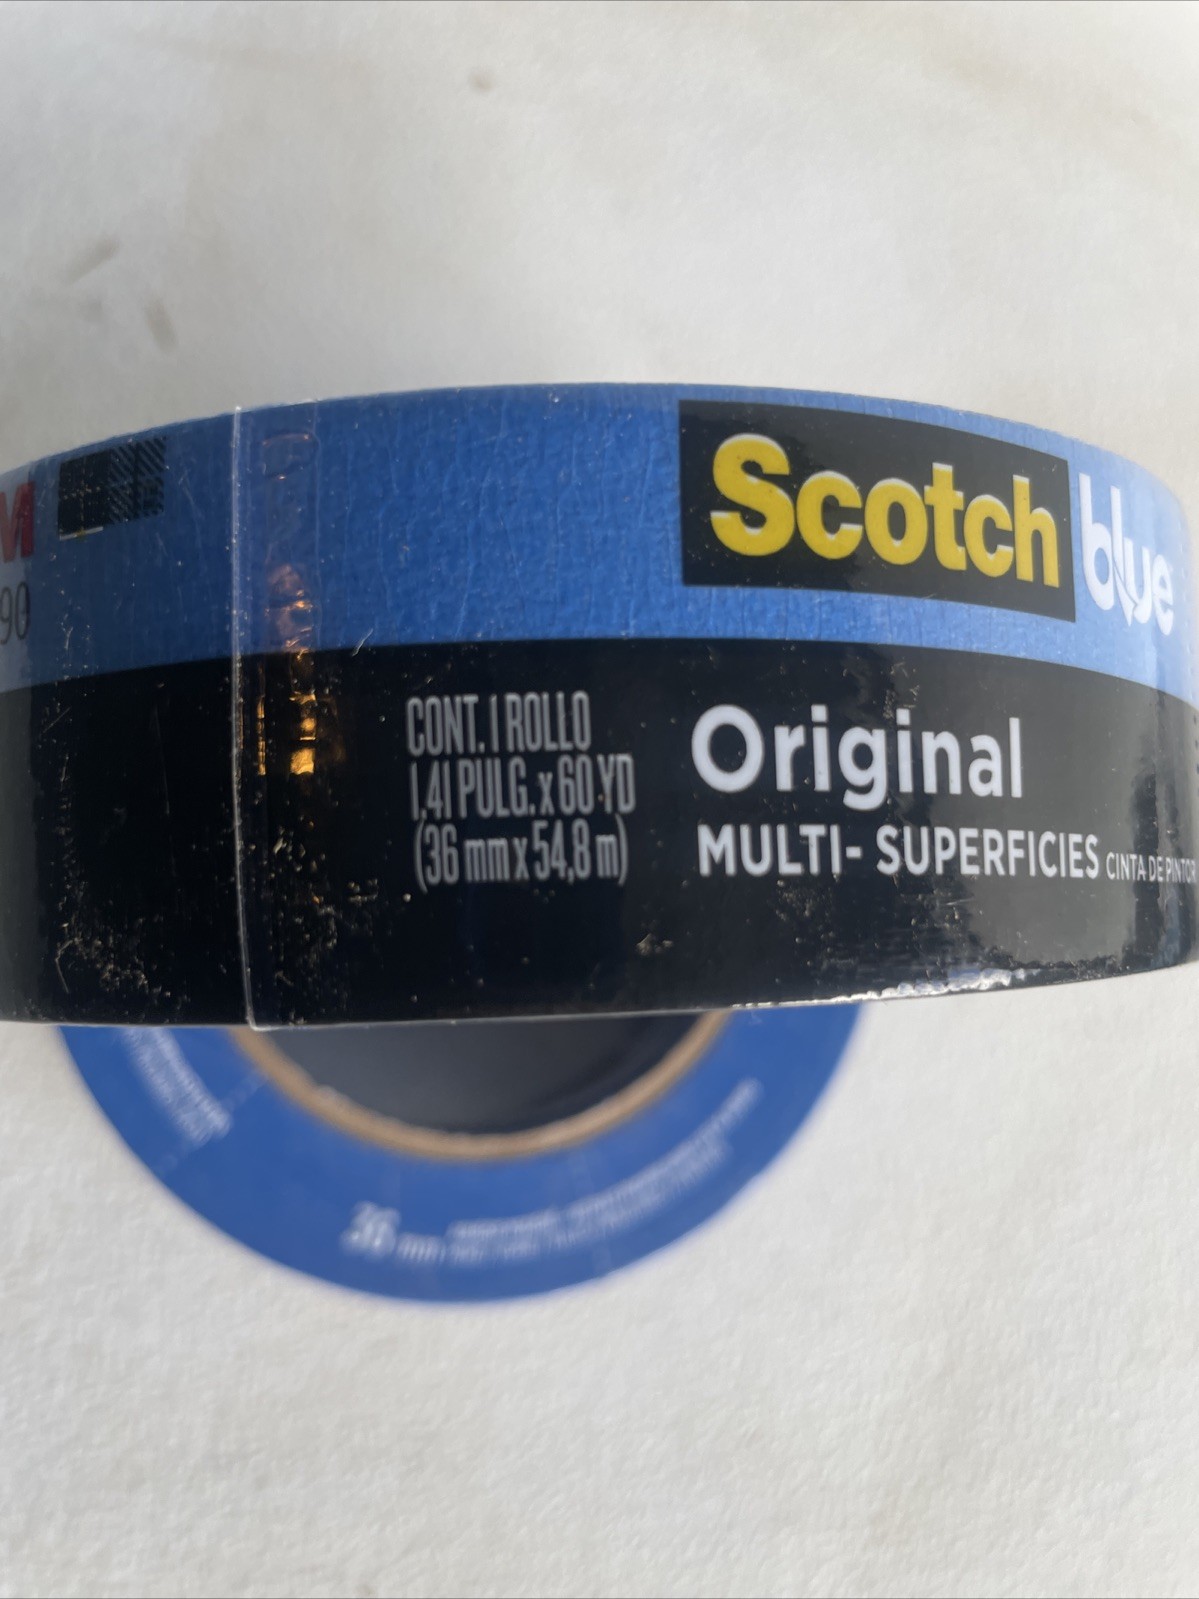 90
Scotch blue
CONT. 1 ROLLO
1.41 PULG. x 60 YD
(36 mm x 54,8 m)
Original
MULTI- SUPERFICIES CINTA DE PINTOR
36 mm